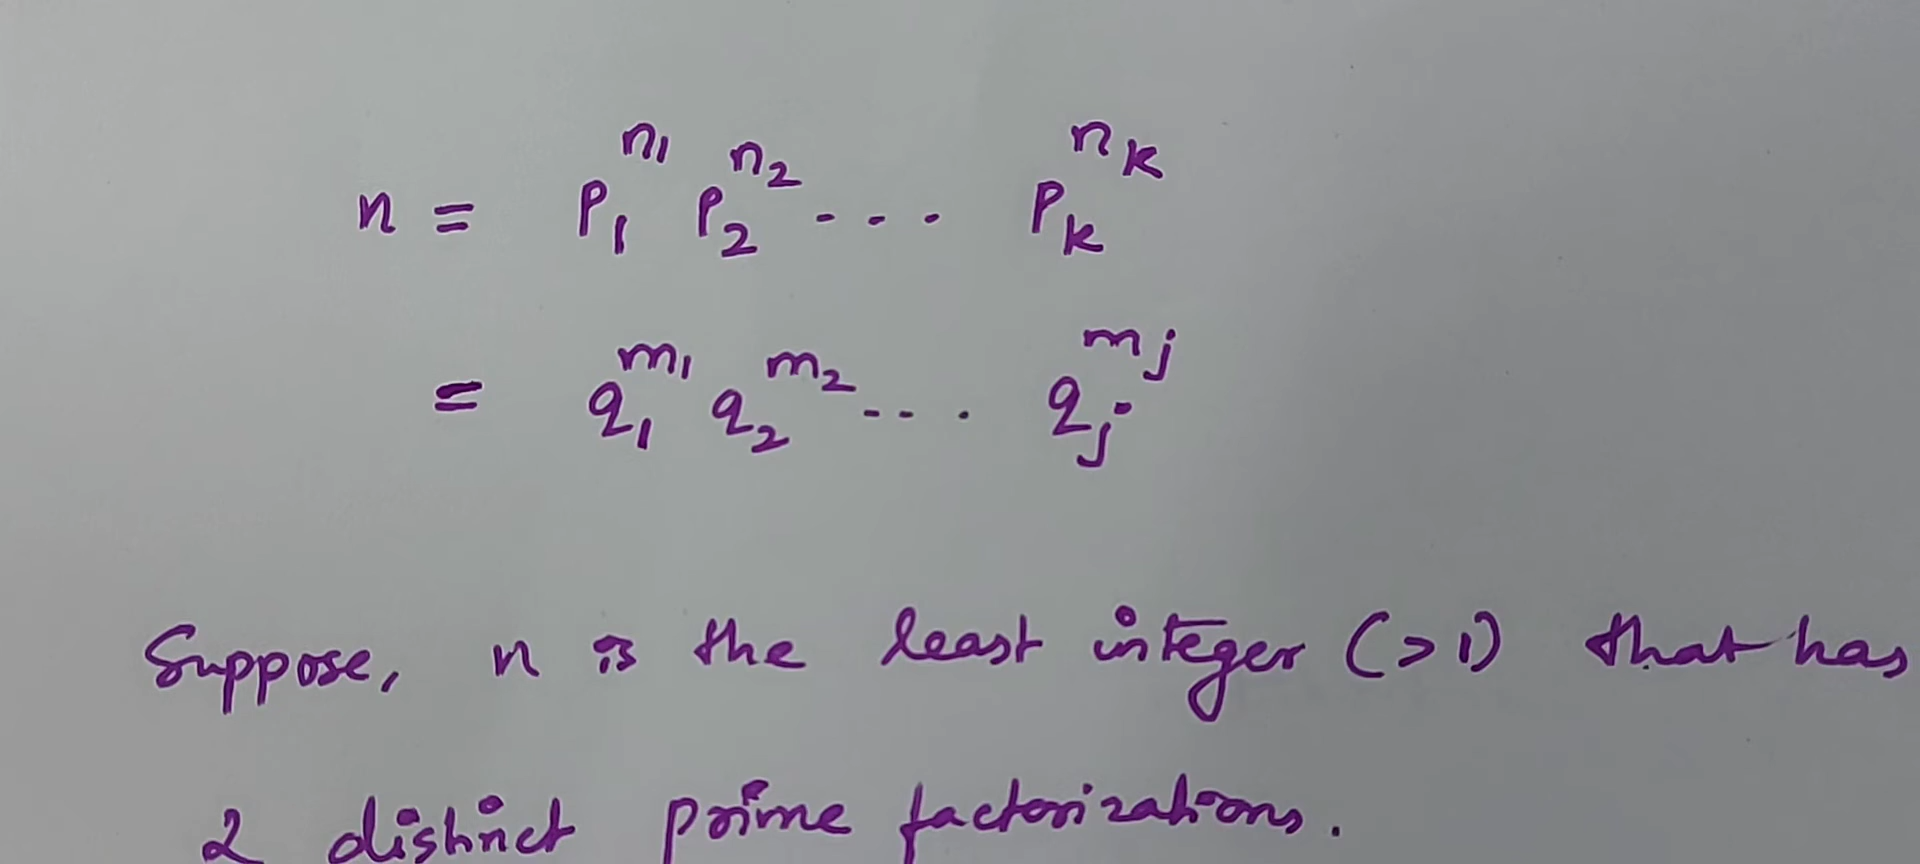 n = p₁^n₁ p₂^n₂ ---- pₖ^nₖ
= q₁^m₁ q₂^m₂ ---- qⱼ^mⱼ
Suppose, n is the least integer (>1) that has
2 distinct prime factorizations.